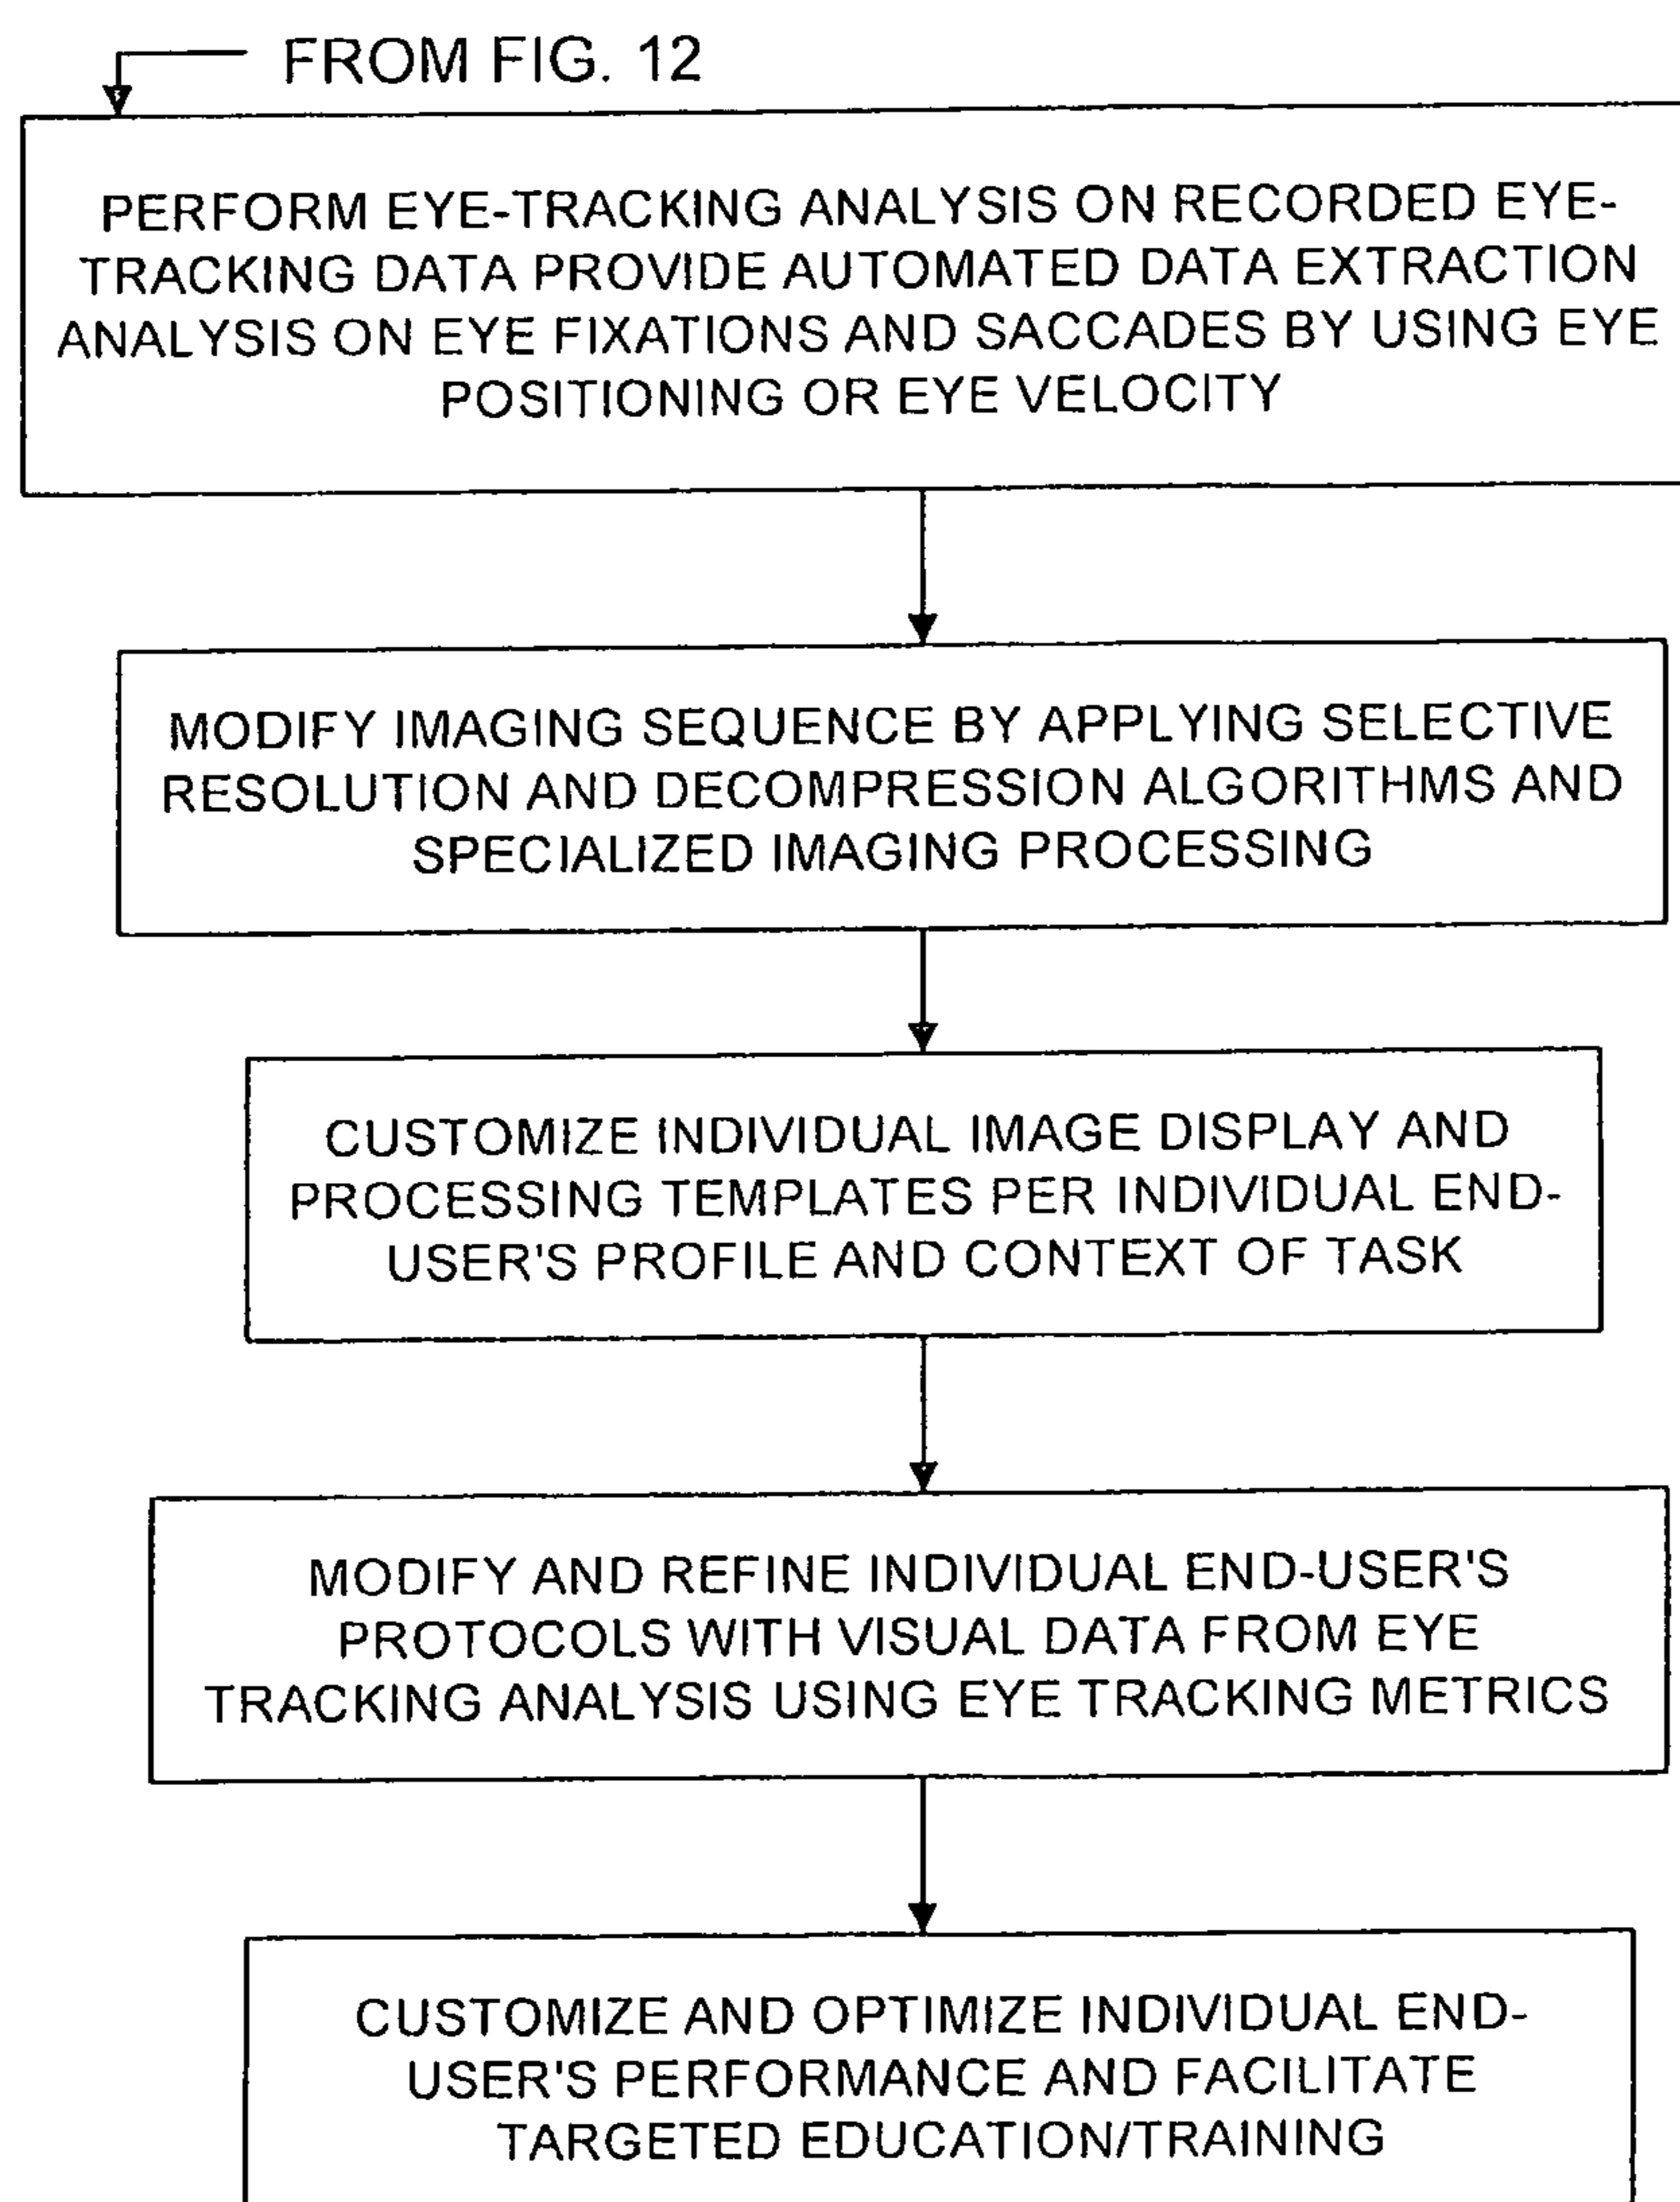 FROM FIG. 12
PERFORM EYE-TRACKING ANALYSIS ON RECORDED EYE-
TRACKING DATA PROVIDE AUTOMATED DATA EXTRACTION
ANALYSIS ON EYE FIXATIONS AND SACCADES BY USING EYE
POSITIONING OR EYE VELOCITY
MODIFY IMAGING SEQUENCE BY APPLYING SELECTIVE
RESOLUTION AND DECOMPRESSION ALGORITHMS AND
SPECIALIZED IMAGING PROCESSING
CUSTOMIZE INDIVIDUAL IMAGE DISPLAY AND
PROCESSING TEMPLATES PER INDIVIDUAL END-
USER'S PROFILE AND CONTEXT OF TASK
MODIFY AND REFINE INDIVIDUAL END-USER'S
PROTOCOLS WITH VISUAL DATA FROM EYE
TRACKING ANALYSIS USING EYE TRACKING METRICS
CUSTOMIZE AND OPTIMIZE INDIVIDUAL END-
USER'S PERFORMANCE AND FACILITATE
TARGETED EDUCATION/TRAINING